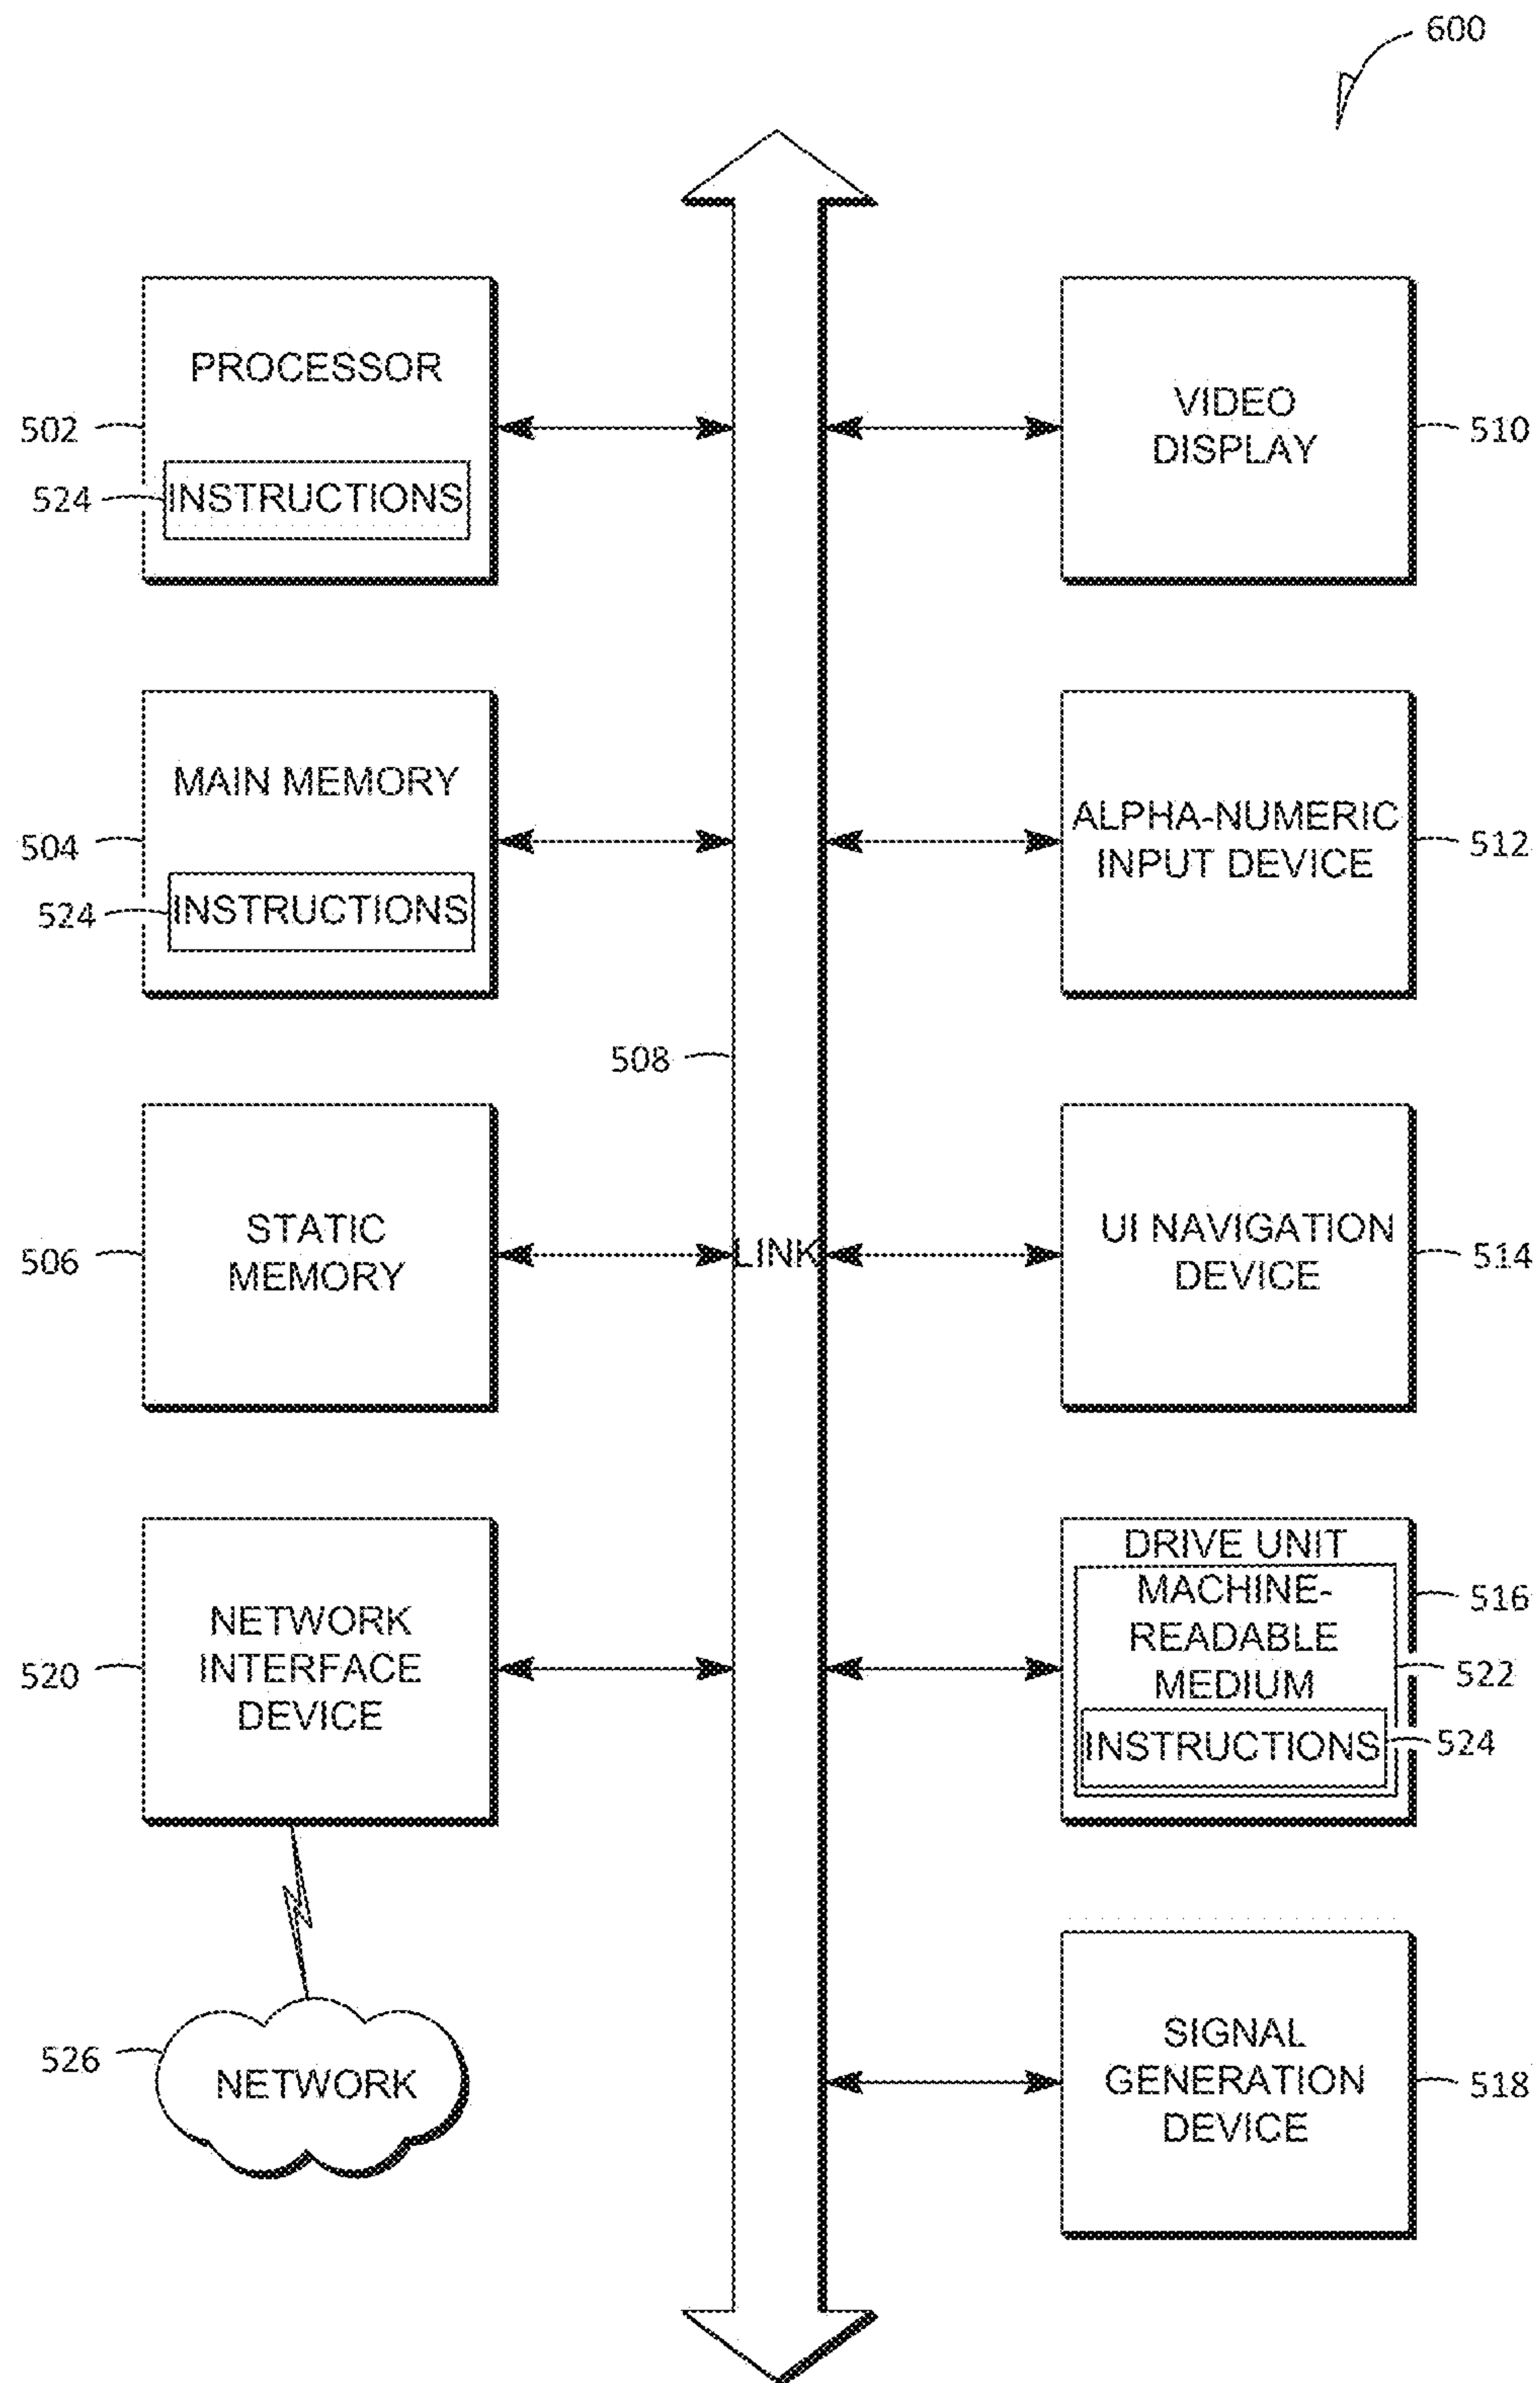 600
PROCESSOR
502
524
INSTRUCTIONS
VIDEO
DISPLAY
510
MAIN MEMORY
504
524
INSTRUCTIONS
ALPHA-NUMERIC
INPUT DEVICE
512
508
STATIC
MEMORY
506
LINK
UI NAVIGATION
DEVICE
514
NETWORK
INTERFACE
DEVICE
520
DRIVE UNIT
MACHINE-
READABLE
MEDIUM
INSTRUCTIONS
516
522
524
526
NETWORK
SIGNAL
GENERATION
DEVICE
518